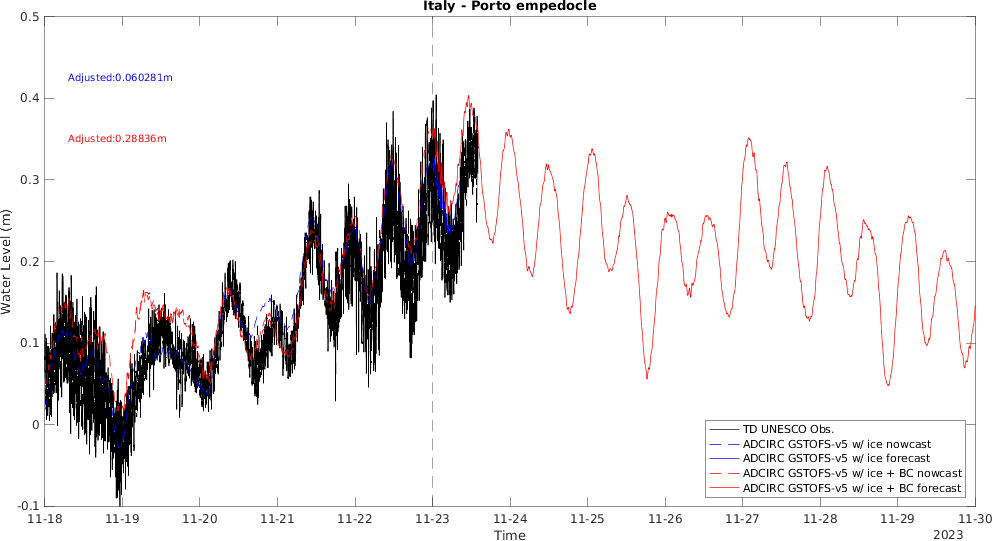 Italy - Porto empedocle
0.5
Adjusted:0.060281m
0.4
Adjusted:0.28836m
0.3
Water Level (m)
0.2
0.1
0
-0.1
TD UNESCO Obs.
ADCIRC GSTOFS-v5 w/ ice nowcast
ADCIRC GSTOFS-v5 w/ ice forecast
ADCIRC GSTOFS-v5 w/ ice + BC nowcast
ADCIRC GSTOFS-v5 w/ ice + BC forecast
11-18 11-19 11-20 11-21 11-22 11-23 11-24 11-25 11-26 11-27 11-28 11-29 11-30
Time
2023